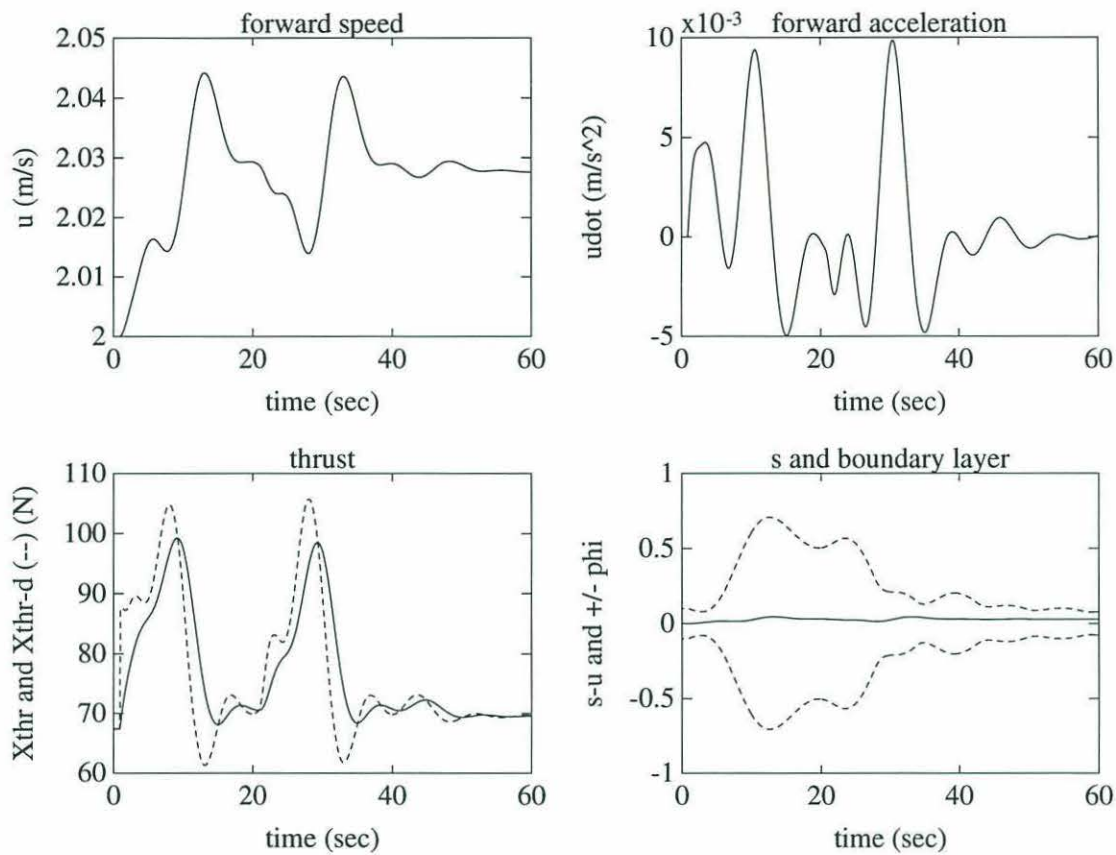 forward speed
2.05
2.04
2.03
2.02
2.01
2
u (m/s)
0
20
40
60
time (sec)
x10-3
forward acceleration
10
5
0
-5
udot (m/s^2)
0
20
40
60
time (sec)
thrust
110
100
90
80
70
60
Xthr and Xthr-d (--) (N)
0
20
40
60
time (sec)
s and boundary layer
1
0.5
0
-0.5
-1
s-u and +/- phi
0
20
40
60
time (sec)